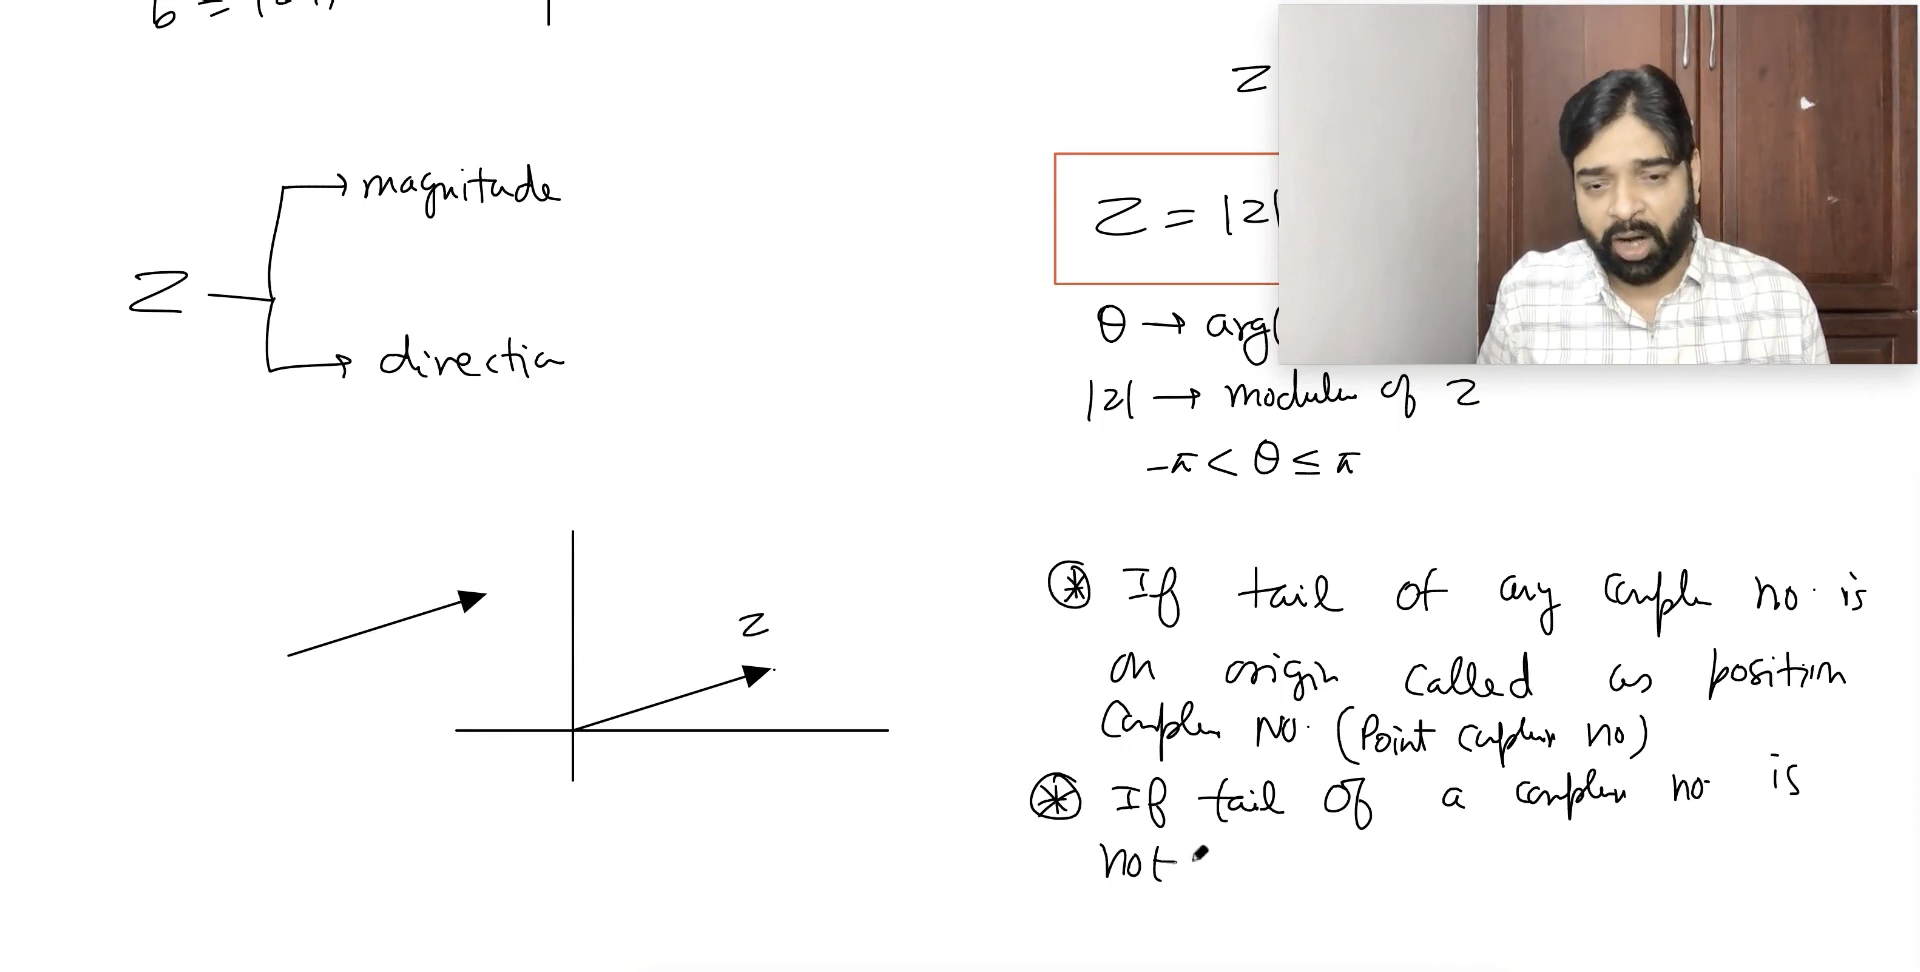 magnitude
Z
direction
Z
Z
Z = |Z|
θ → arg(
|Z| → modulus of Z
-π < θ ≤ π
⊛ If tail of any complex no. is
on origin called as position
Complex No. (Point complex no)
⊛ If tail of a complex no. is
not